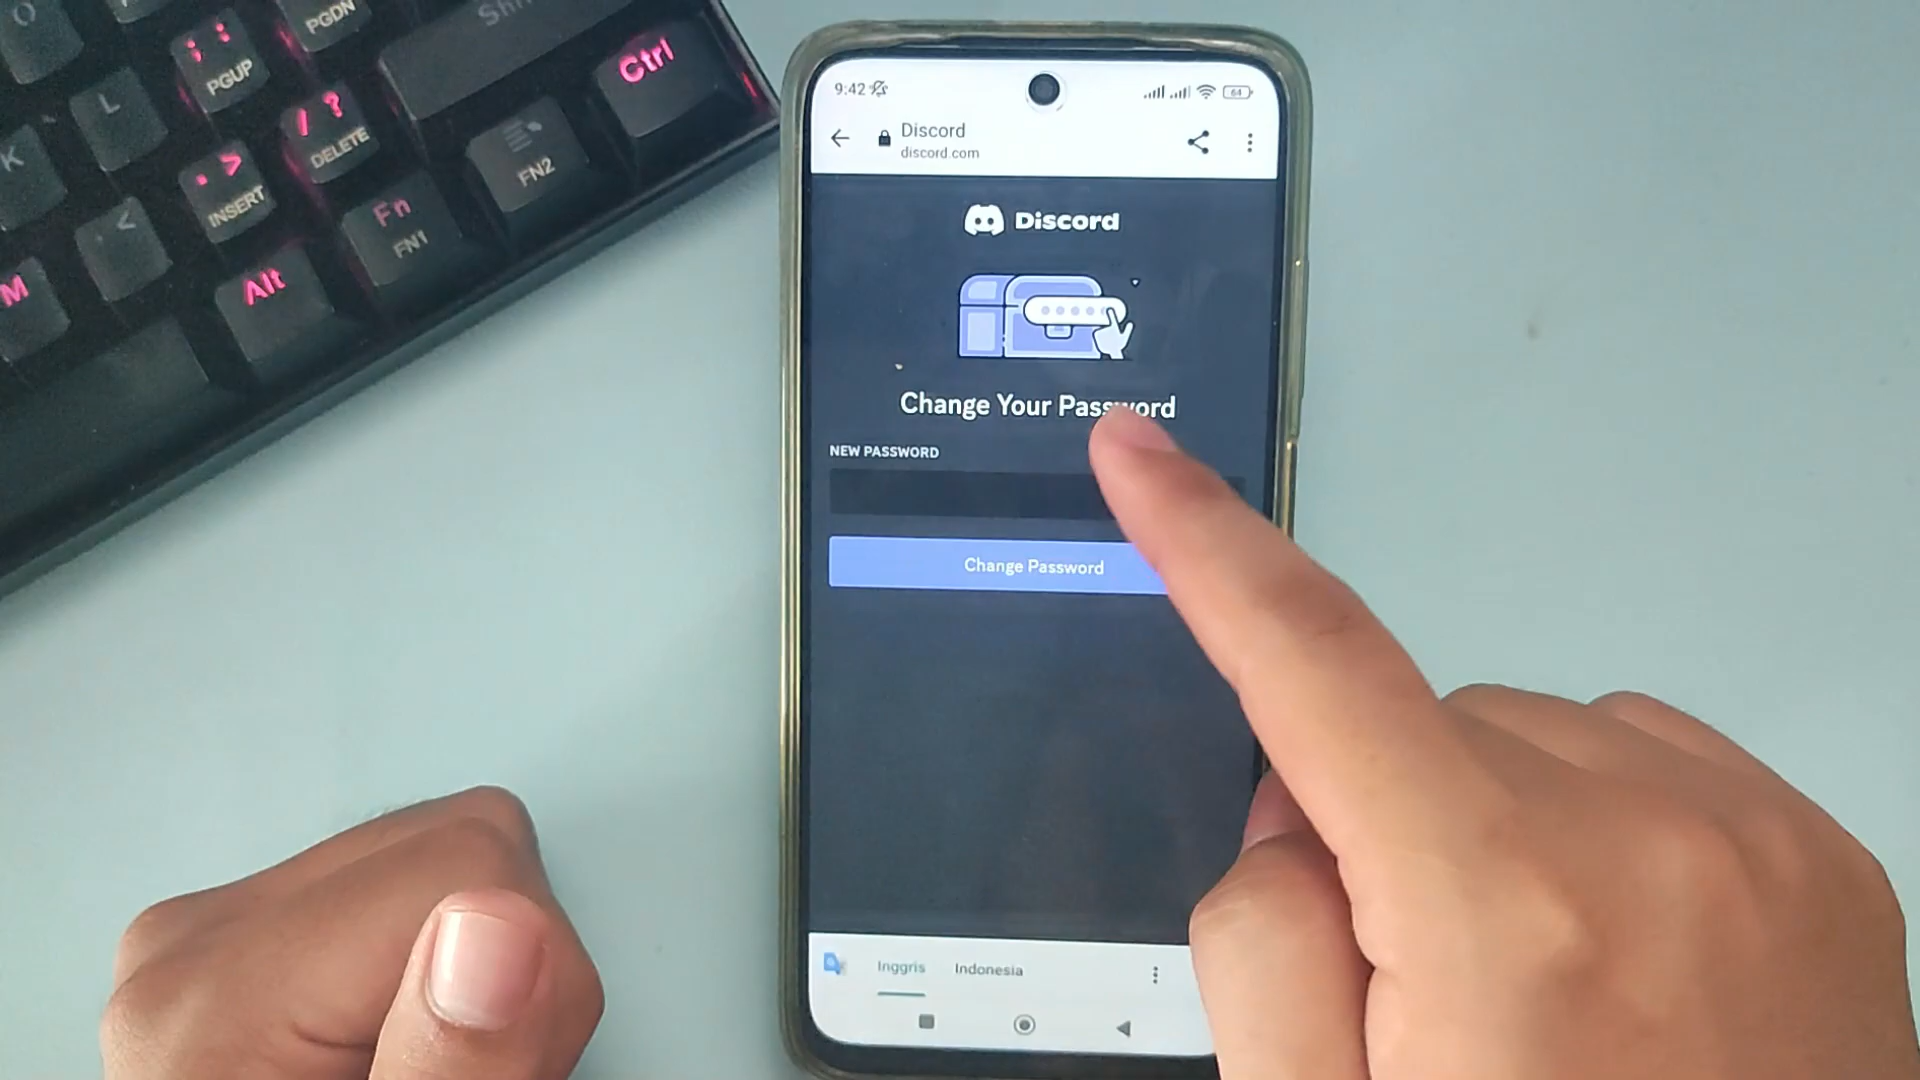 PGUP
PGDN
Ctrl
L
K
/ ?
DELETE
. >
INSERT
FN2
Fn
FN1
<
M
Alt
9:42
64
Discord
discord.com
Discord
Change Your Password
NEW PASSWORD
Change Password
Inggris Indonesia